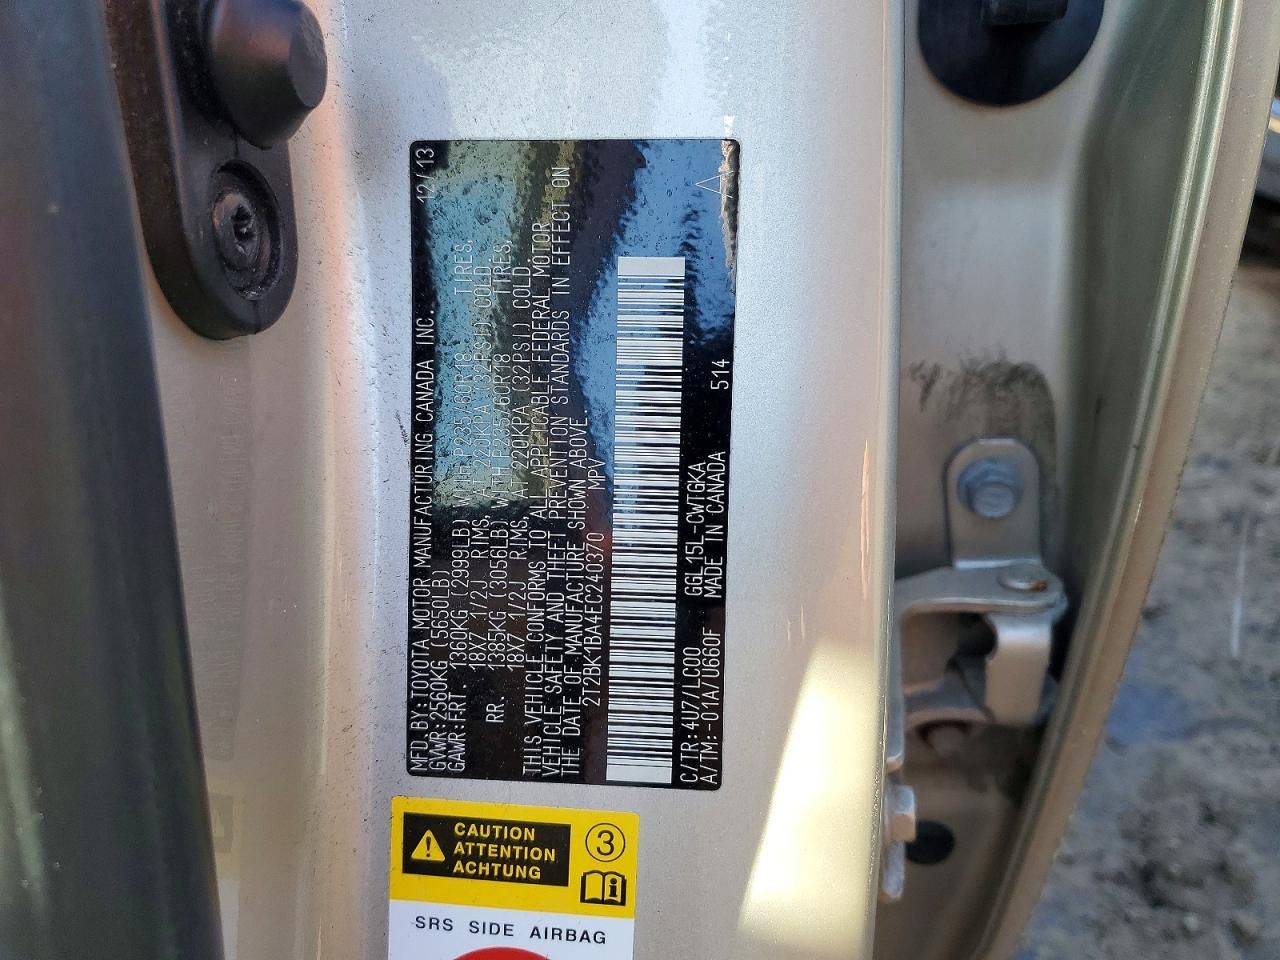 MFD.BY:TOYOTA MOTOR MANUFACTURING CANADA INC. 12/13
GVWR:2560KG (5650LB)
GAWR:FRT. 1360KG (2999LB) WITH P235/60R18 TIRES,
18X7 1/2J RIMS, AT 220KPA(32PSI)COLD
RR. 1385KG (3056LB) WITH P235/60R18 TIRES,
18X7 1/2J RIMS, AT 220KPA(32PSI) COLD
THIS VEHICLE CONFORMS TO ALL APPLICABLE FEDERAL MOTOR
VEHICLE SAFETY AND THEFT PREVENTION STANDARDS IN EFFECT ON
THE DATE OF MANUFACTURE SHOWN ABOVE.
2T2BK1BA4EC240370 MPV
C/TR:4U7/LC00 GGL15L-CWTGKA
A/TM:-01A/U660F MADE IN CANADA 514
CAUTION
ATTENTION
ACHTUNG
3
SRS SIDE AIRBAG